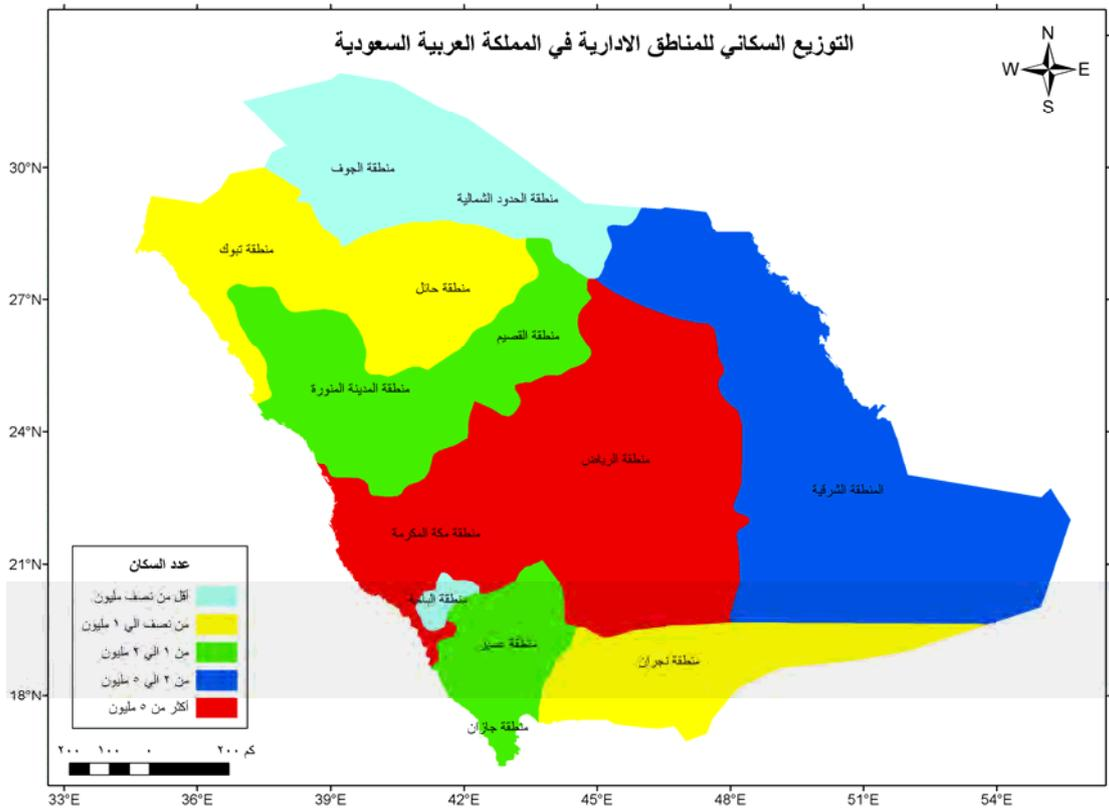 التوزيع السكاني للمناطق الادارية في المملكة العربية السعودية
N
W E
S
30°N
27°N
24°N
21°N
18°N
منطقة الجوف
منطقة الحدود الشمالية
منطقة تبوك
منطقة حائل
منطقة القصيم
منطقة المدينة المنورة
منطقة الرياض
المنطقة الشرقية
منطقة مكة المكرمة
منطقة الباحة
منطقة عسير
منطقة نجران
منطقة جازان
عدد السكان
أقل من نصف مليون
من نصف الي ١ مليون
من ١ الي ٢ مليون
من ٢ الي ٥ مليون
أكثر من ٥ مليون
٢٠٠ ١٠٠ ٠ ٢٠٠ كم
33°E 36°E 39°E 42°E 45°E 48°E 51°E 54°E